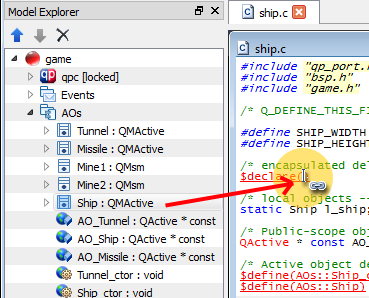 Model Explorer
game
qpc [locked]
Events
AOs
Tunnel : QMActive
Missile : QMActive
Mine1 : QMsm
Mine2 : QMsm
Ship : QMActive
AO_Tunnel : QActive * const
AO_Ship : QActive * const
AO_Missile : QActive * const
Tunnel_ctor : void
Ship_ctor : void
ship.c
ship.c
#include "qp_port.h
#include "bsp.h"
#include "game.h"
/* Q_DEFINE_THIS_FI
#define SHIP_WIDTH
#define SHIP_HEIGHT
/* encapsulated del
$declare(
/* local objects --
static Ship l_ship;
/* Public-scope obj
QActive * const AO_
/* Active object de
$define(AOs::Ship_c
$define(AOs::Ship)